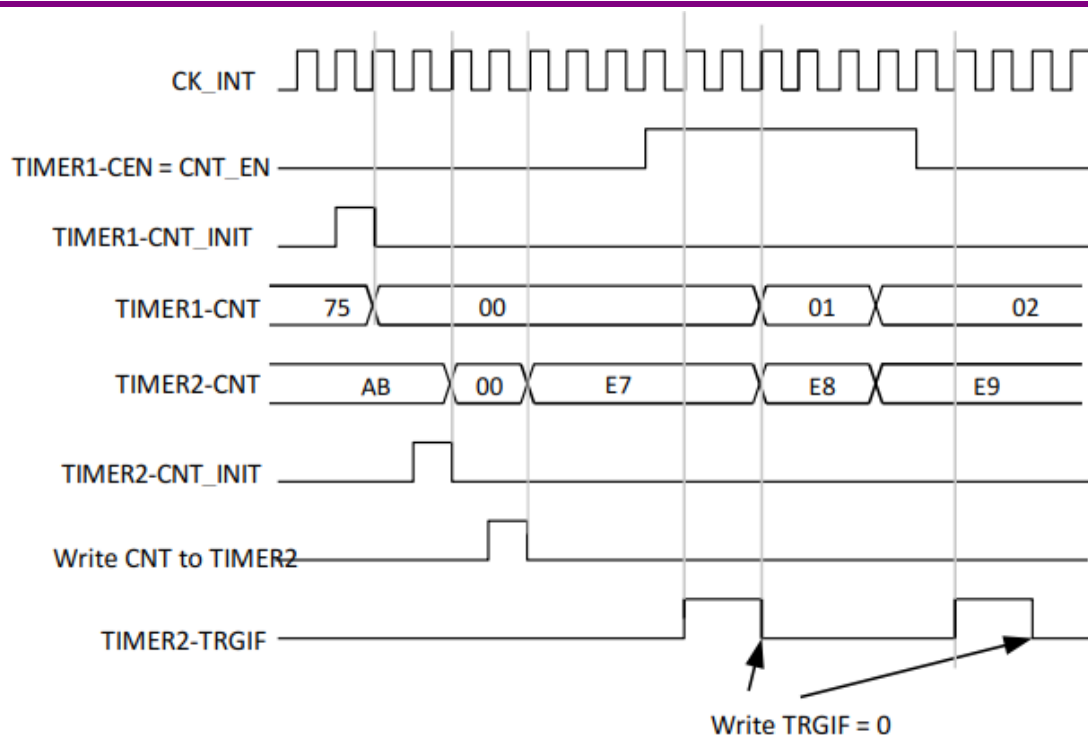 CK_INT
TIMER1-CEN = CNT_EN
TIMER1-CNT_INIT
TIMER1-CNT 75 00 01 02
TIMER2-CNT AB 00 E7 E8 E9
TIMER2-CNT_INIT
Write CNT to TIMER2
TIMER2-TRGIF
Write TRGIF = 0